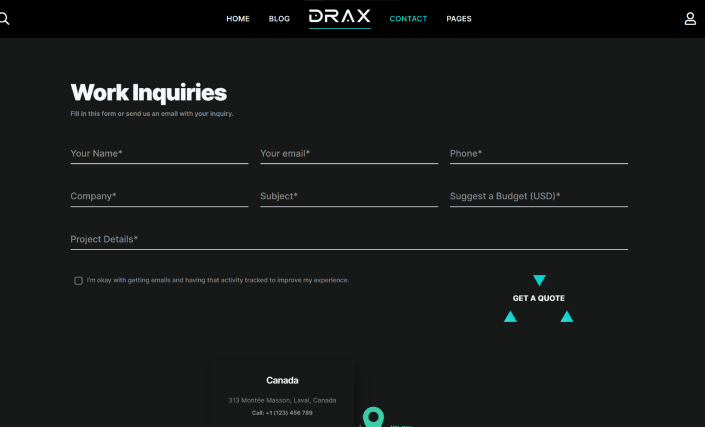 HOME BLOG DRAX CONTACT PAGES
Work Inquiries
Fill in this form or send us an email with your inquiry.
Your Name* Your email* Phone*
Company* Subject* Suggest a Budget (USD)*
Project Details*
I'm okay with getting emails and having that activity tracked to improve my experience.
GET A QUOTE
Canada
313 Montée Masson, Laval, Canada
Call: +1 (123) 456 789